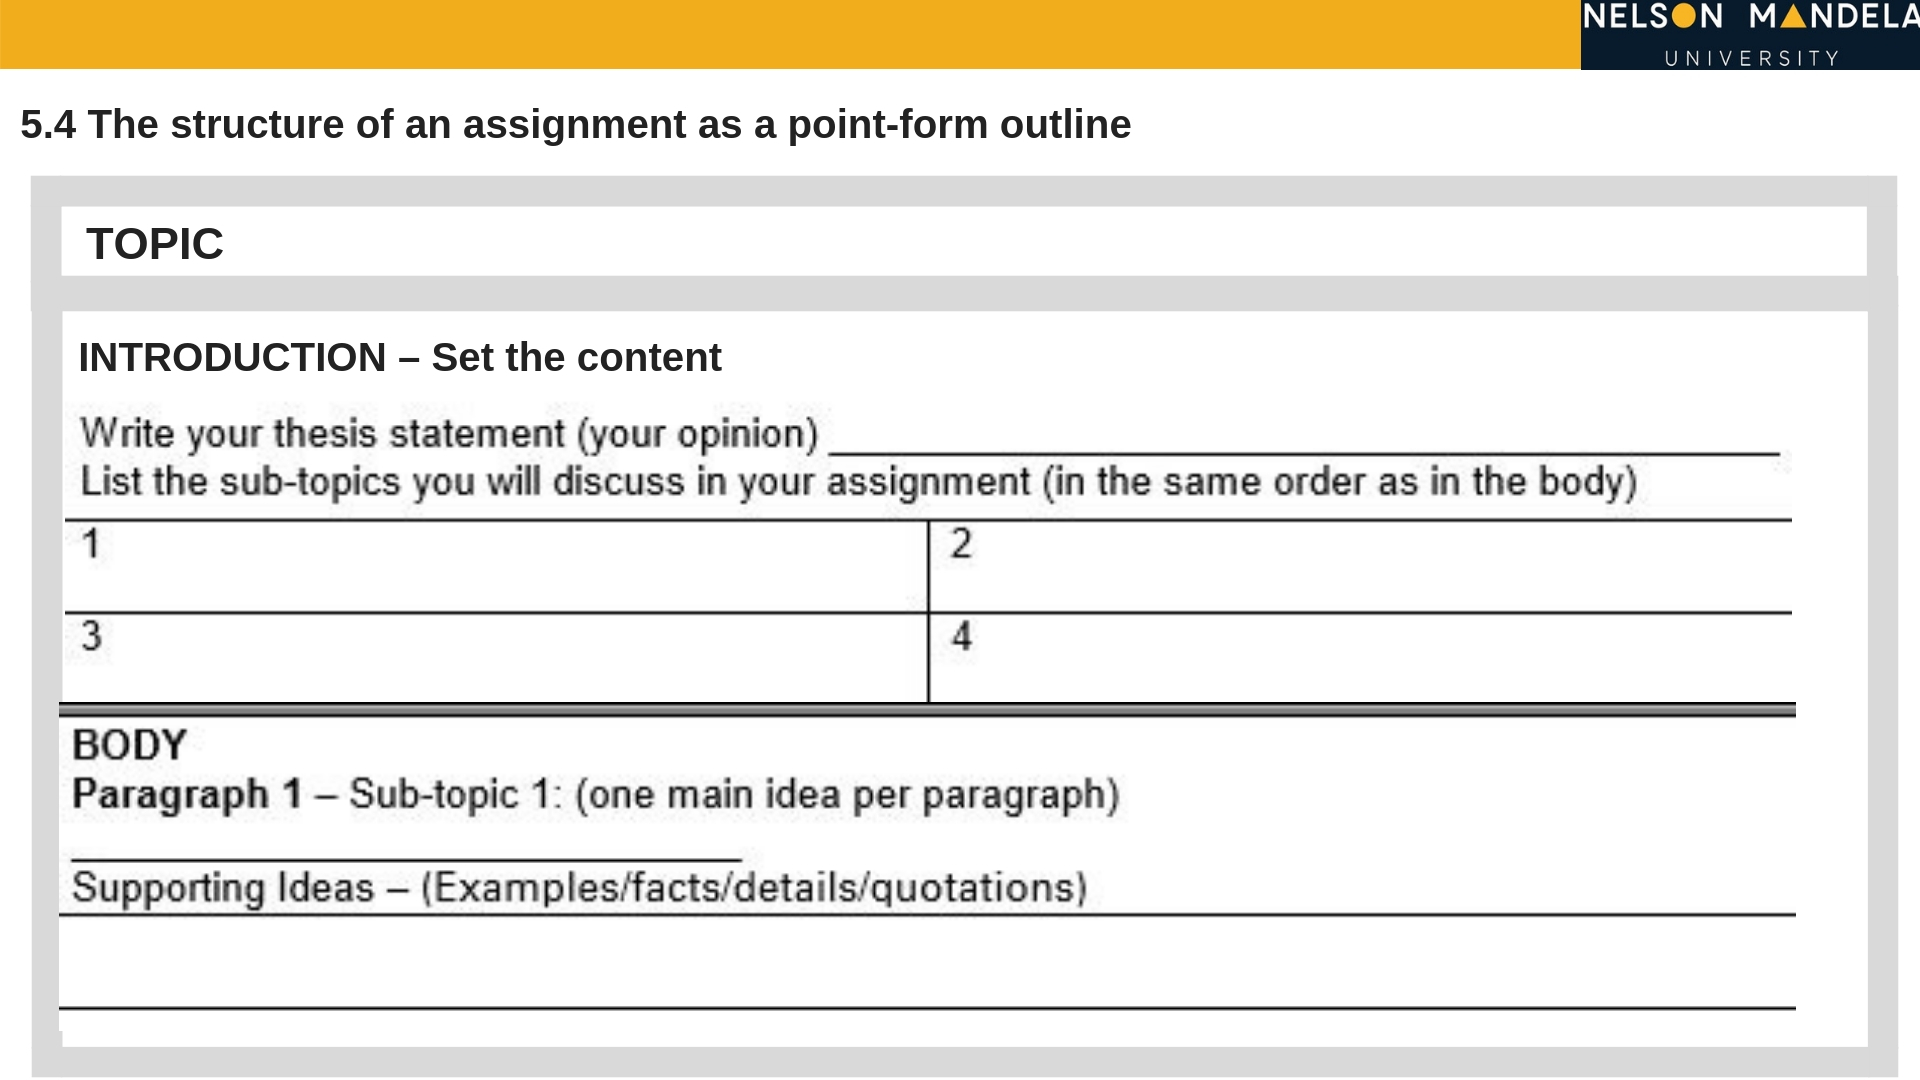 NELSON MANDELA
UNIVERSITY
5.4 The structure of an assignment as a point-form outline
TOPIC
INTRODUCTION – Set the content
Write your thesis statement (your opinion) ___
List the sub-topics you will discuss in your assignment (in the same order as in the body)
1 2
3 4
BODY
Paragraph 1 – Sub-topic 1: (one main idea per paragraph)
Supporting Ideas – (Examples/facts/details/quotations)